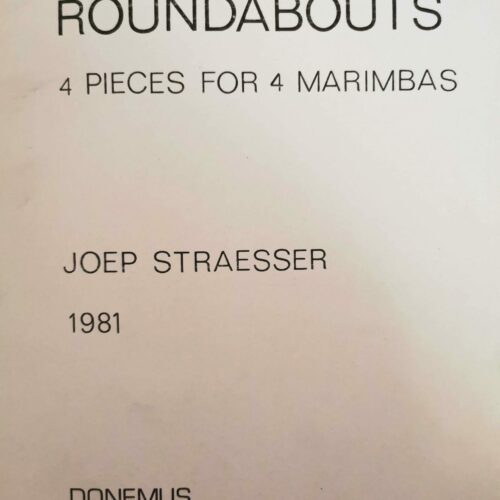 ROUNDABOUTS
4 PIECES FOR 4 MARIMBAS
JOEP STRAESSER
1981
DONEMUS